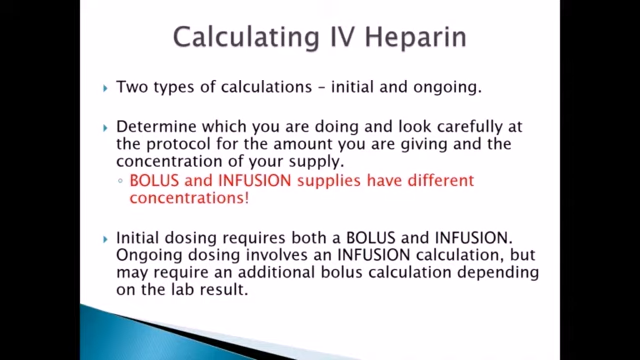 Calculating IV Heparin
Two types of calculations – initial and ongoing.
Determine which you are doing and look carefully at
the protocol for the amount you are giving and the
concentration of your supply.
BOLUS and INFUSION supplies have different
concentrations!
Initial dosing requires both a BOLUS and INFUSION.
Ongoing dosing involves an INFUSION calculation, but
may require an additional bolus calculation depending
on the lab result.